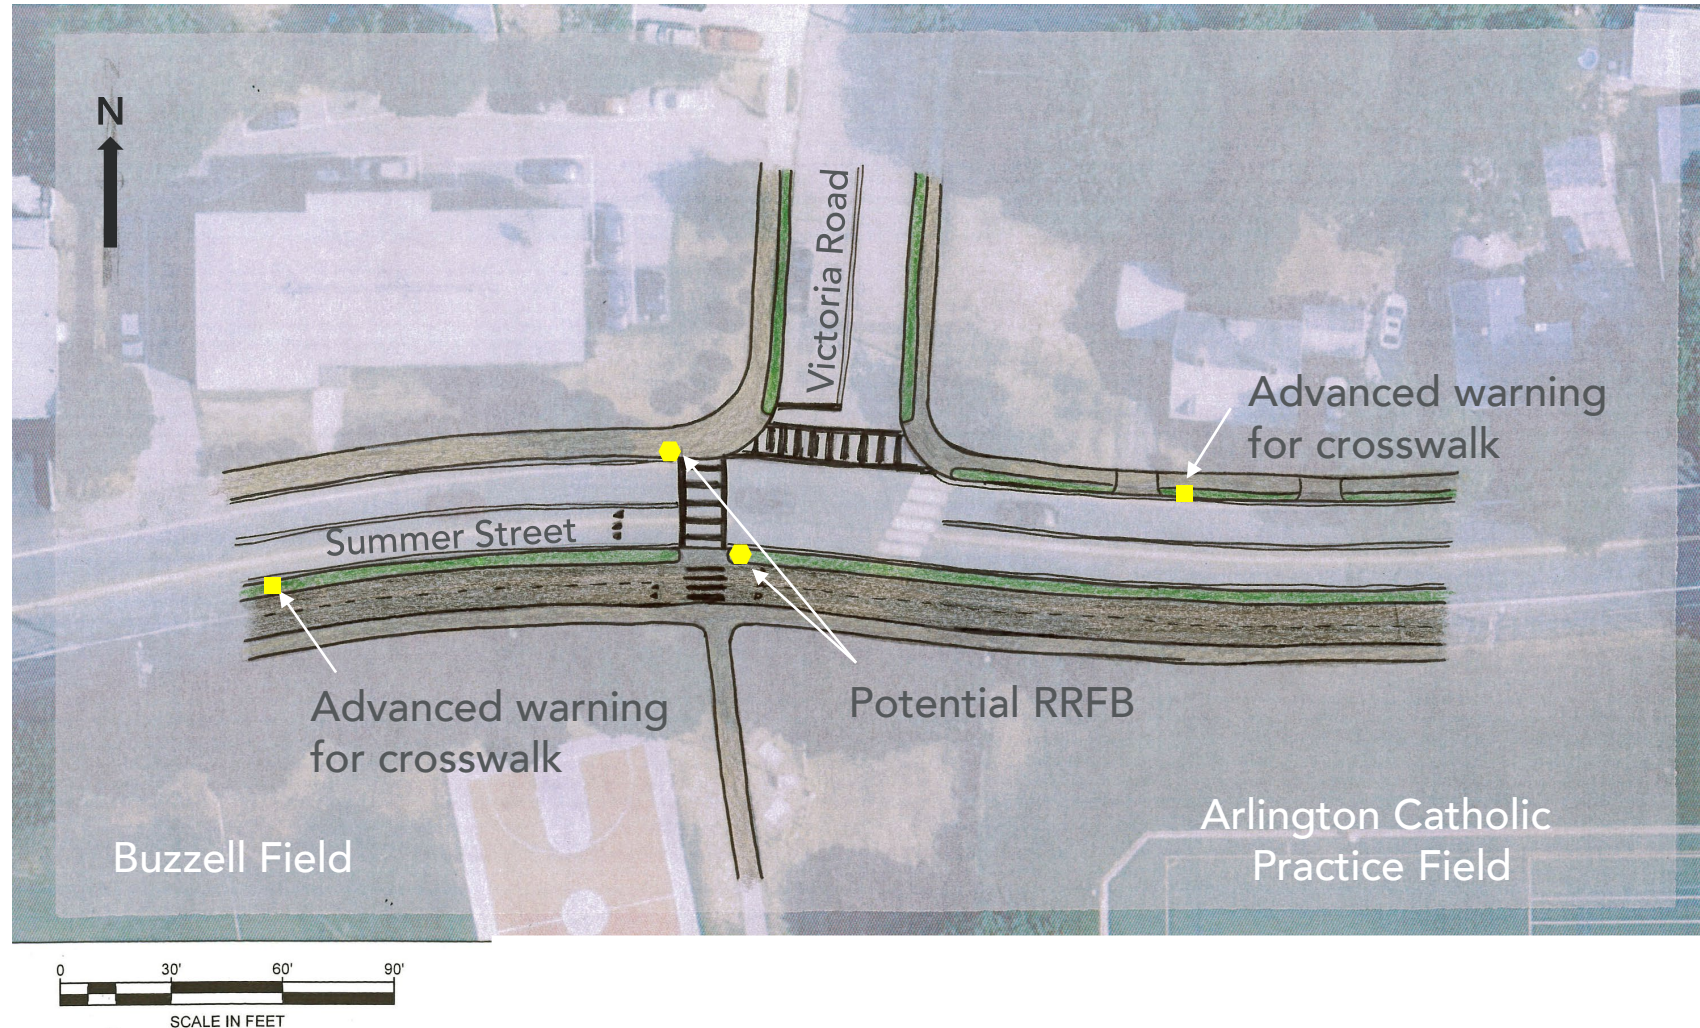 N
Victoria Road
Advanced warning
for crosswalk
Summer Street
Advanced warning
for crosswalk
Potential RRFB
Arlington Catholic
Practice Field
Buzzell Field
0 30' 60' 90'
SCALE IN FEET